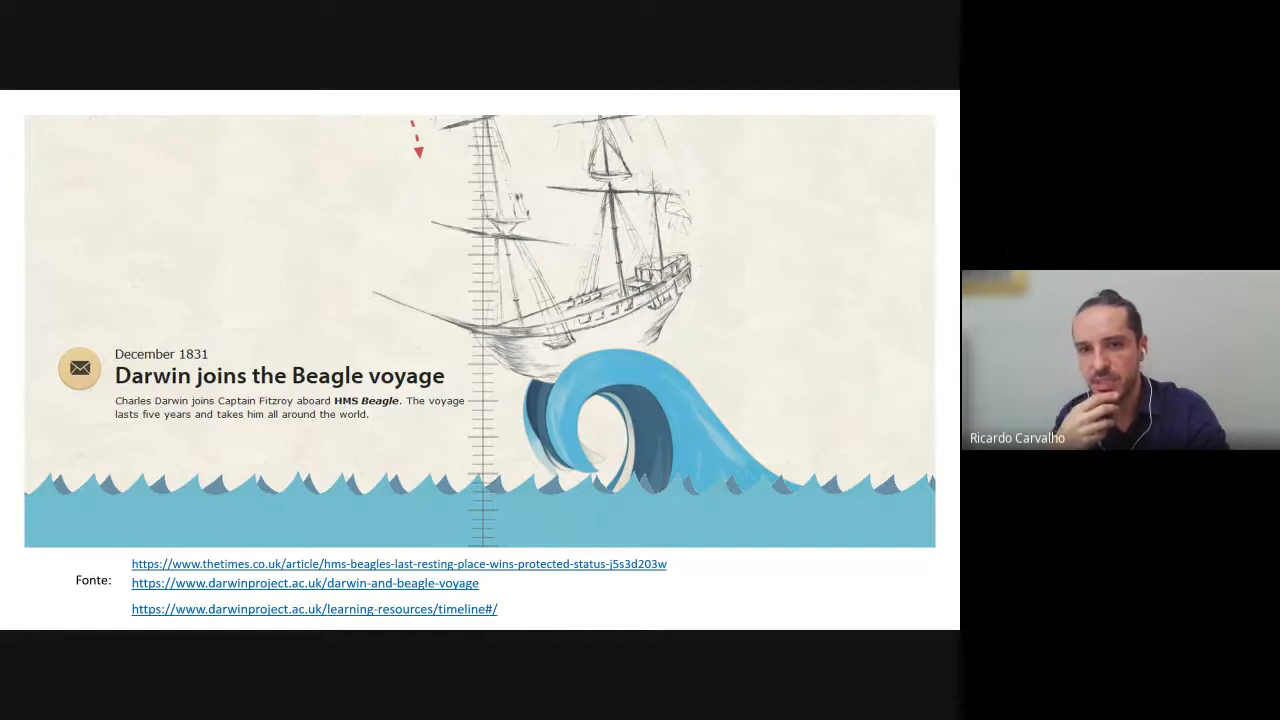 December 1831
Darwin joins the Beagle voyage
Charles Darwin joins Captain Fitzroy aboard HMS Beagle. The voyage
lasts five years and takes him all around the world.
https://www.thetimes.co.uk/article/hms-beagles-last-resting-place-wins-protected-status-j5s3d203w
Fonte:
https://www.darwinproject.ac.uk/darwin-and-beagle-voyage
https://www.darwinproject.ac.uk/learning-resources/timeline#/
Ricardo Carvalho